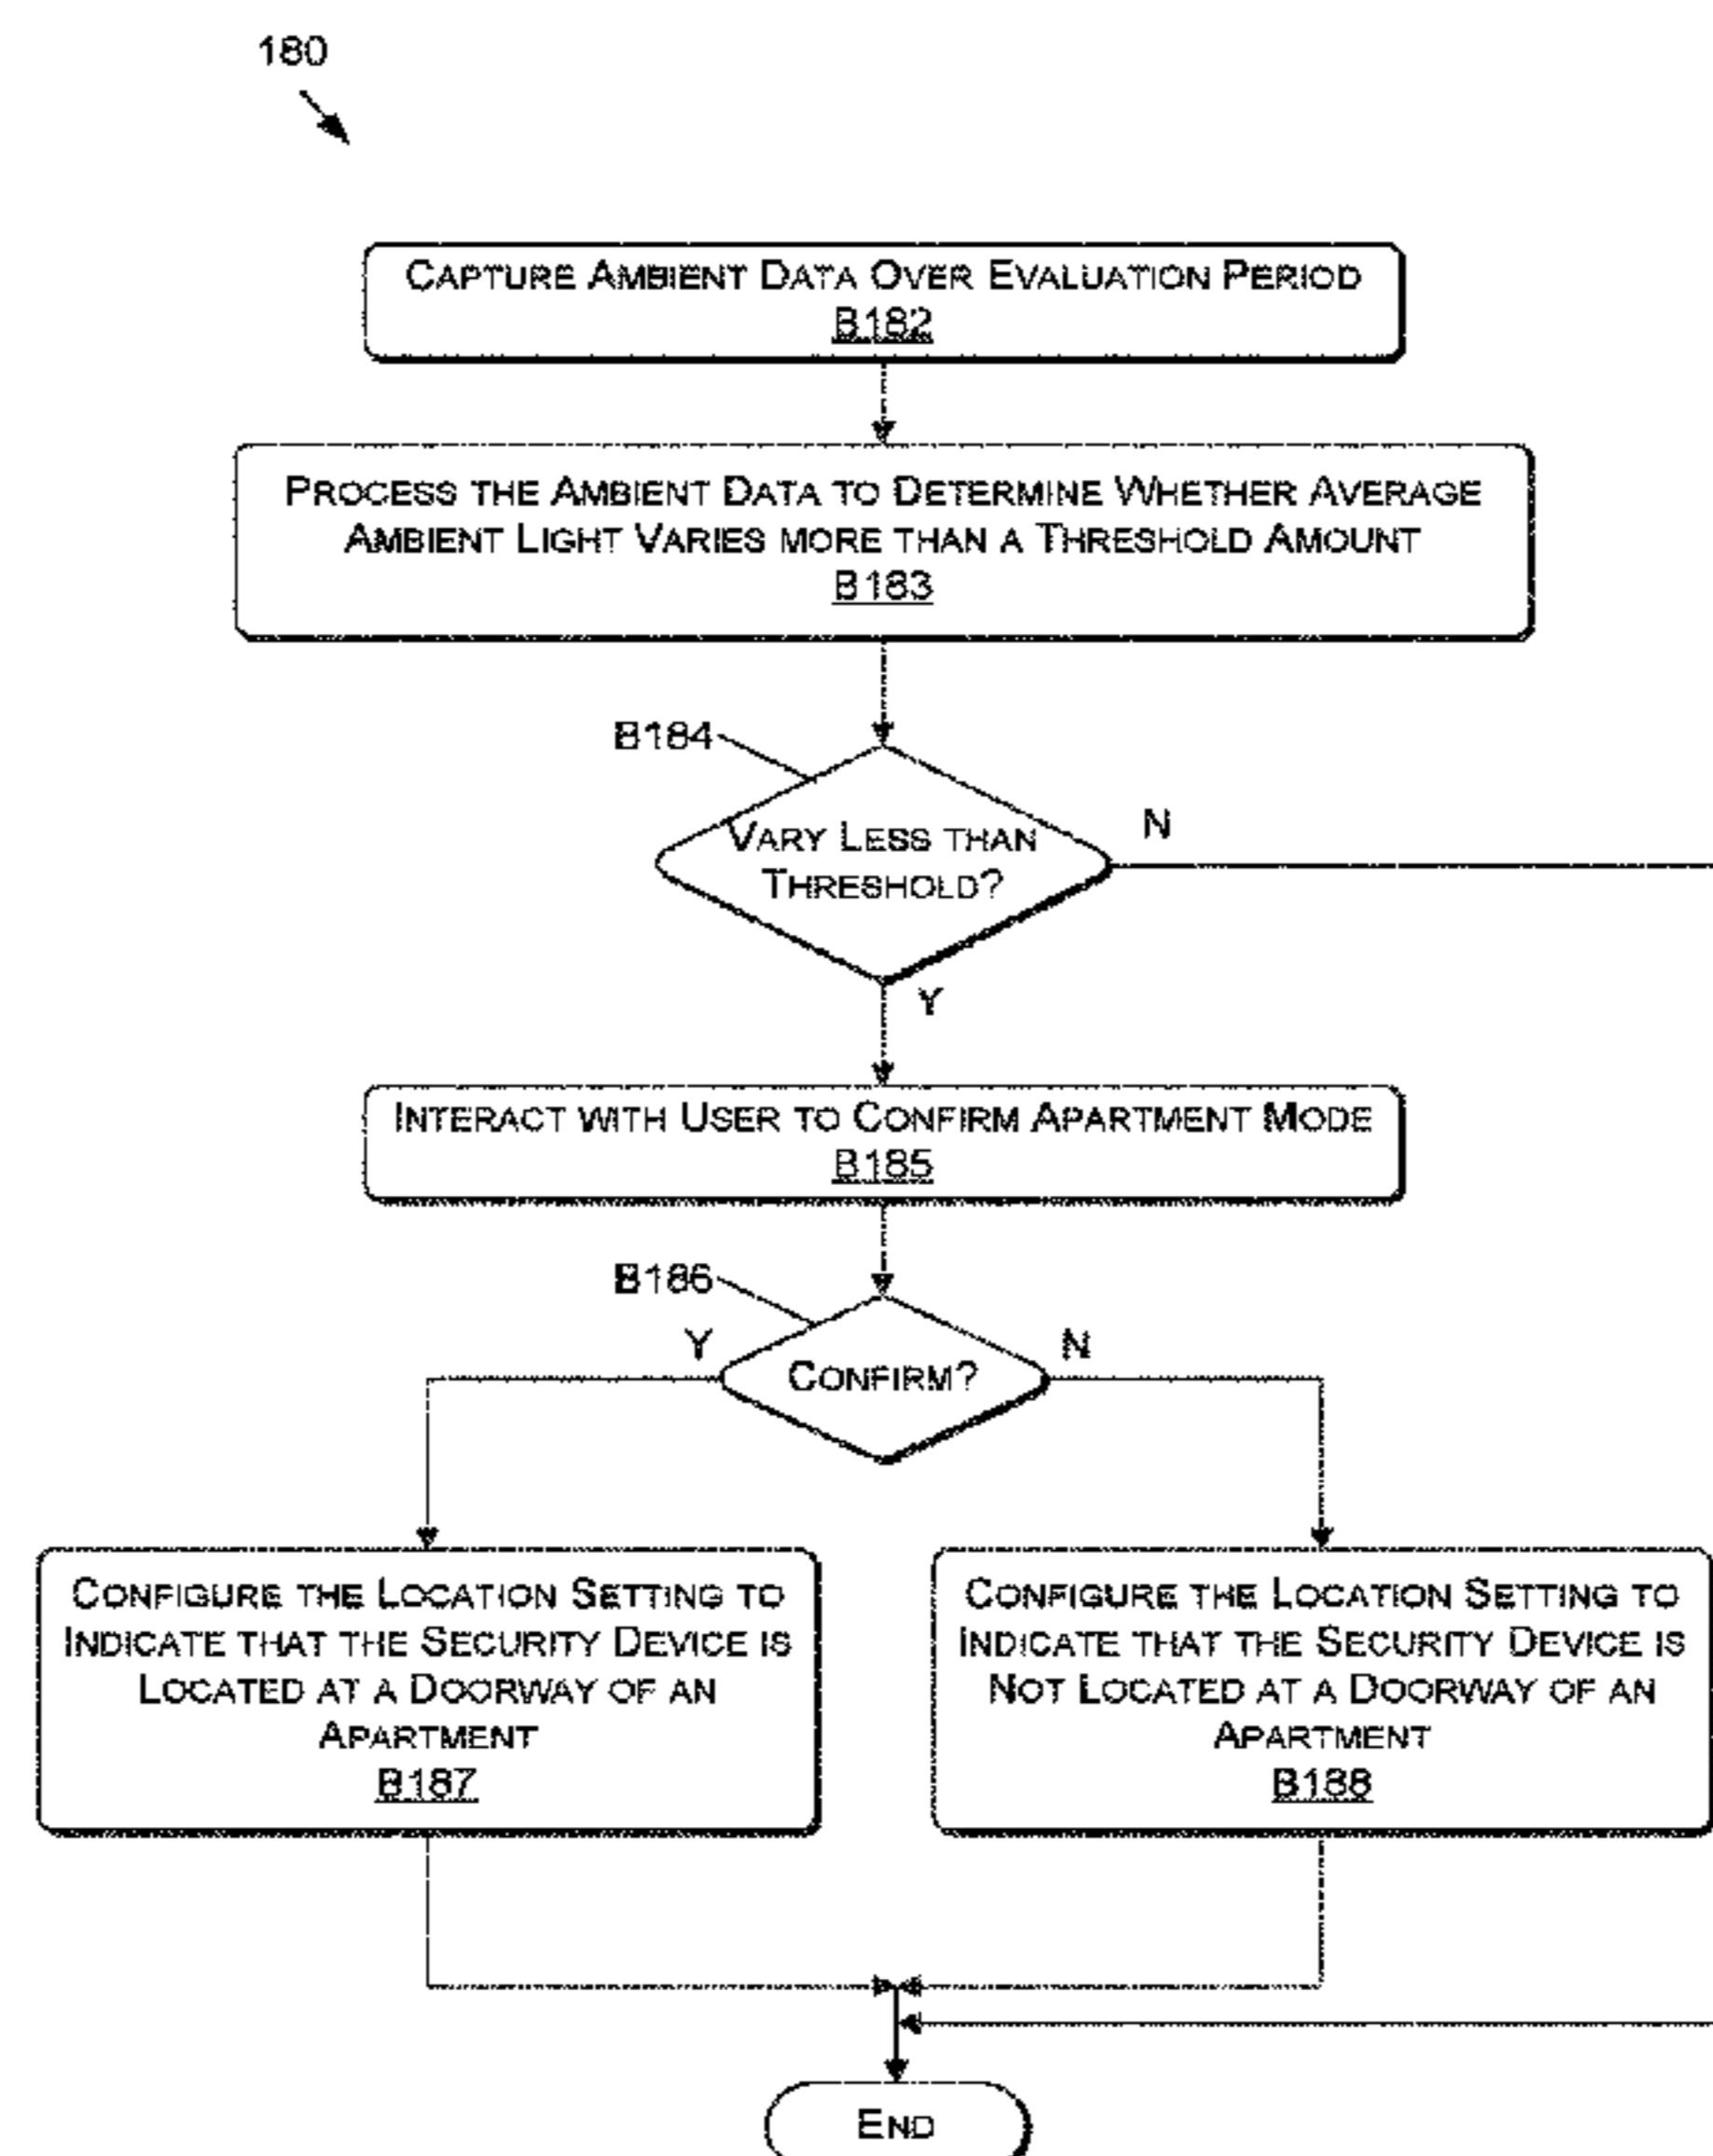 180
CAPTURE AMBIENT DATA OVER EVALUATION PERIOD
B182
PROCESS THE AMBIENT DATA TO DETERMINE WHETHER AVERAGE
AMBIENT LIGHT VARIES MORE THAN A THRESHOLD AMOUNT
B183
B184
VARY LESS THAN
THRESHOLD?
N
Y
INTERACT WITH USER TO CONFIRM APARTMENT MODE
B185
B186
Y
CONFIRM?
N
CONFIGURE THE LOCATION SETTING TO
INDICATE THAT THE SECURITY DEVICE IS
LOCATED AT A DOORWAY OF AN
APARTMENT
B187
CONFIGURE THE LOCATION SETTING TO
INDICATE THAT THE SECURITY DEVICE IS
NOT LOCATED AT A DOORWAY OF AN
APARTMENT
B188
END